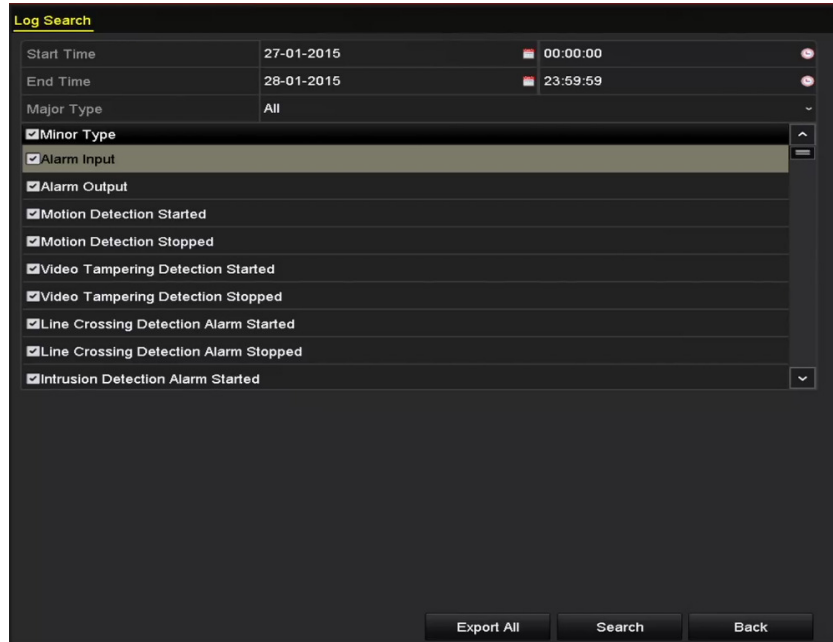 Log Search
Start Time 27-01-2015 00:00:00
End Time 28-01-2015 23:59:59
Major Type All
Minor Type
Alarm Input
Alarm Output
Motion Detection Started
Motion Detection Stopped
Video Tampering Detection Started
Video Tampering Detection Stopped
Line Crossing Detection Alarm Started
Line Crossing Detection Alarm Stopped
Intrusion Detection Alarm Started
Export All Search Back